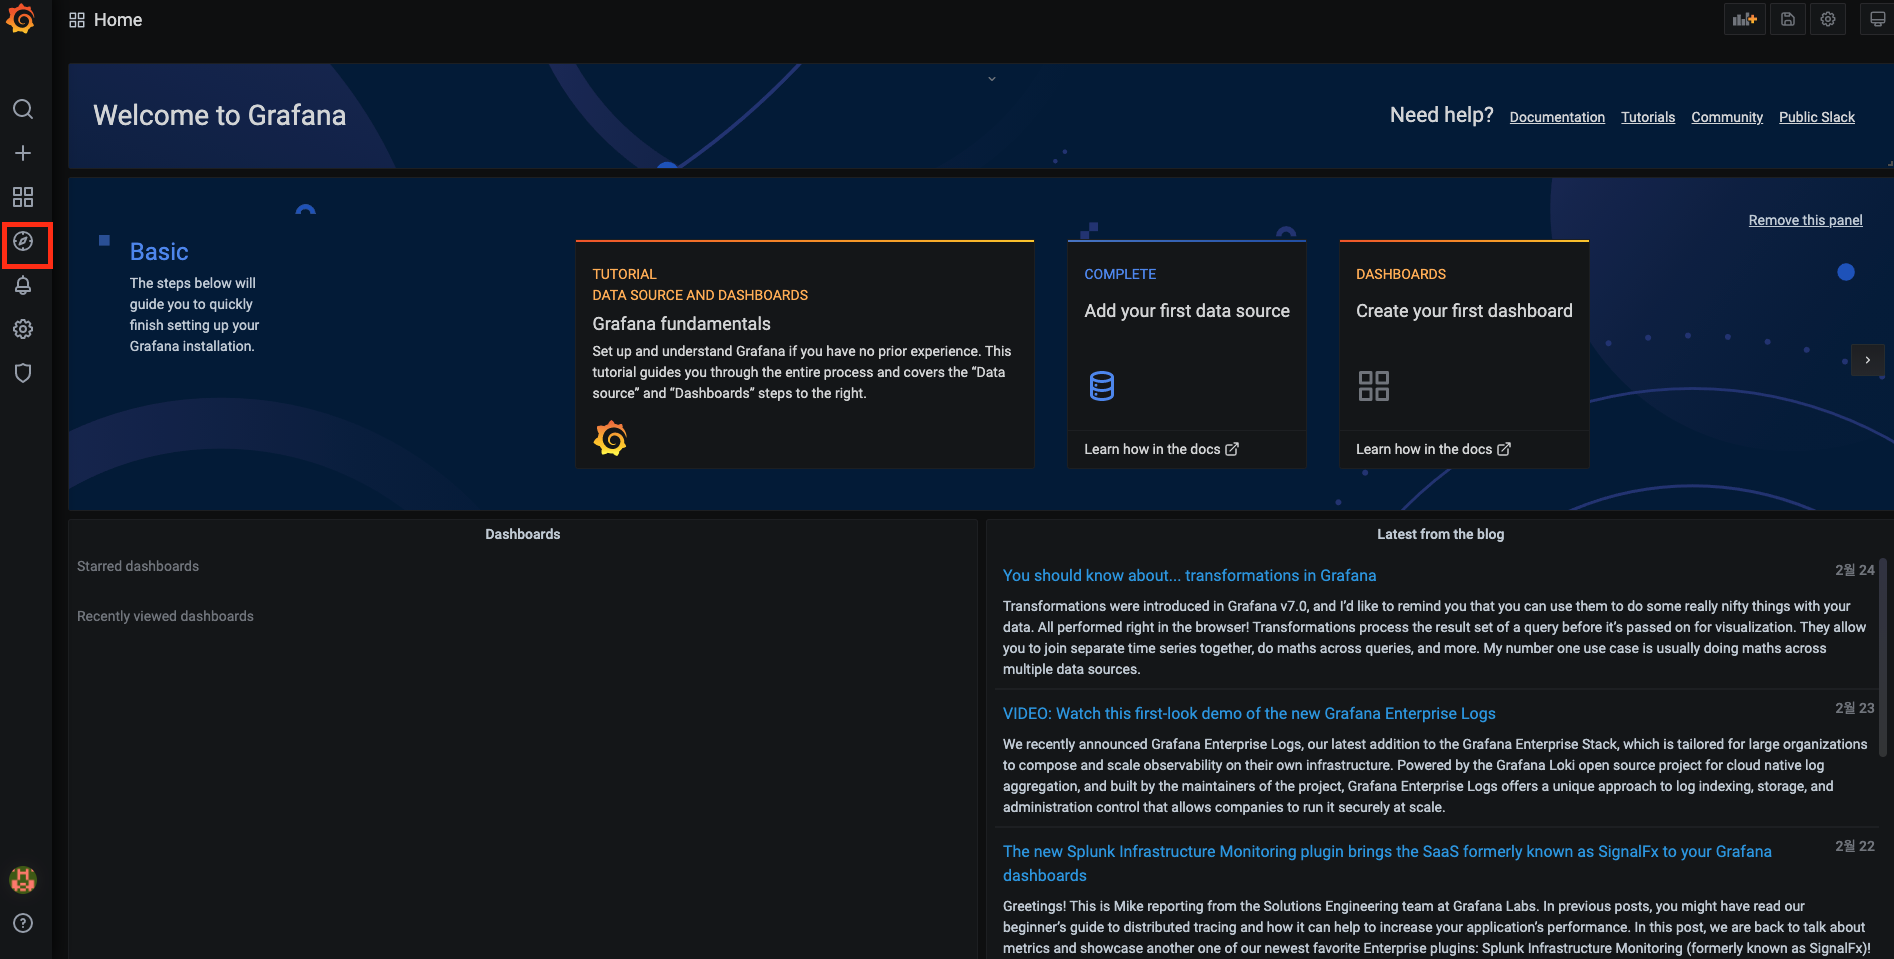 Home
Welcome to Grafana
Need help? Documentation Tutorials Community Public Slack
Remove this panel
Basic
The steps below will
guide you to quickly
finish setting up your
Grafana installation.
TUTORIAL
DATA SOURCE AND DASHBOARDS
Grafana fundamentals
Set up and understand Grafana if you have no prior experience. This
tutorial guides you through the entire process and covers the “Data
source” and “Dashboards” steps to the right.
COMPLETE
Add your first data source
Learn how in the docs
DASHBOARDS
Create your first dashboard
Learn how in the docs
Dashboards
Starred dashboards
Recently viewed dashboards
Latest from the blog
You should know about... transformations in Grafana
2월 24
Transformations were introduced in Grafana v7.0, and I’d like to remind you that you can use them to do some really nifty things with your
data. All performed right in the browser! Transformations process the result set of a query before it’s passed on for visualization. They allow
you to join separate time series together, do maths across queries, and more. My number one use case is usually doing maths across
multiple data sources.
VIDEO: Watch this first-look demo of the new Grafana Enterprise Logs
2월 23
We recently announced Grafana Enterprise Logs, our latest addition to the Grafana Enterprise Stack, which is tailored for large organizations
to compose and scale observability on their own infrastructure. Powered by the Grafana Loki open source project for cloud native log
aggregation, and built by the maintainers of the project, Grafana Enterprise Logs offers a unique approach to log indexing, storage, and
administration control that allows companies to run it securely at scale.
The new Splunk Infrastructure Monitoring plugin brings the SaaS formerly known as SignalFx to your Grafana
dashboards
2월 22
Greetings! This is Mike reporting from the Solutions Engineering team at Grafana Labs. In previous posts, you might have read our
beginner’s guide to distributed tracing and how it can help to increase your application’s performance. In this post, we are back to talk about
metrics and showcase another one of our newest favorite Enterprise plugins: Splunk Infrastructure Monitoring (formerly known as SignalFx)!